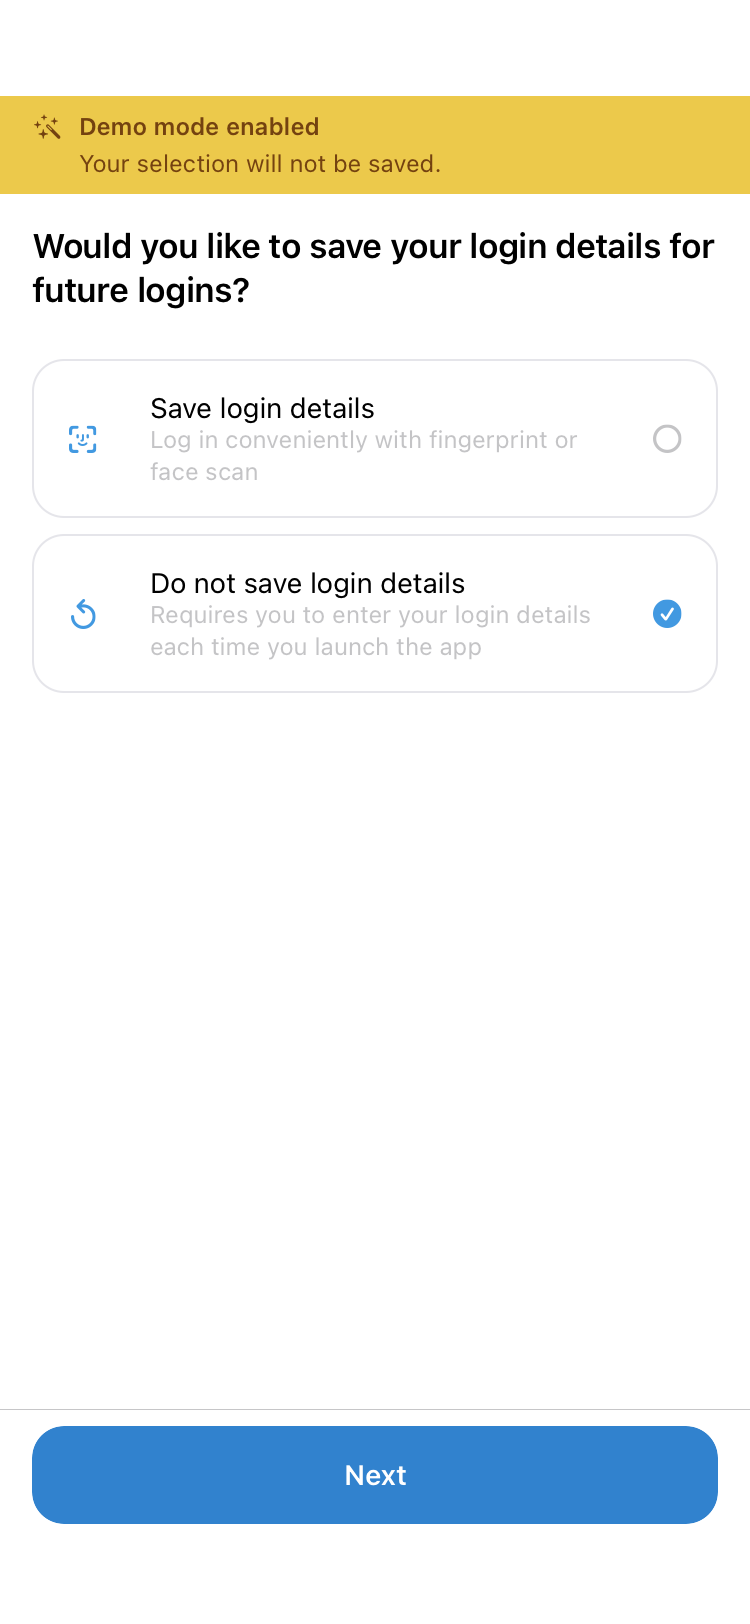 Demo mode enabled
Your selection will not be saved.
Would you like to save your login details for
future logins?
Save login details
Log in conveniently with fingerprint or
face scan
Do not save login details
Requires you to enter your login details
each time you launch the app
Next